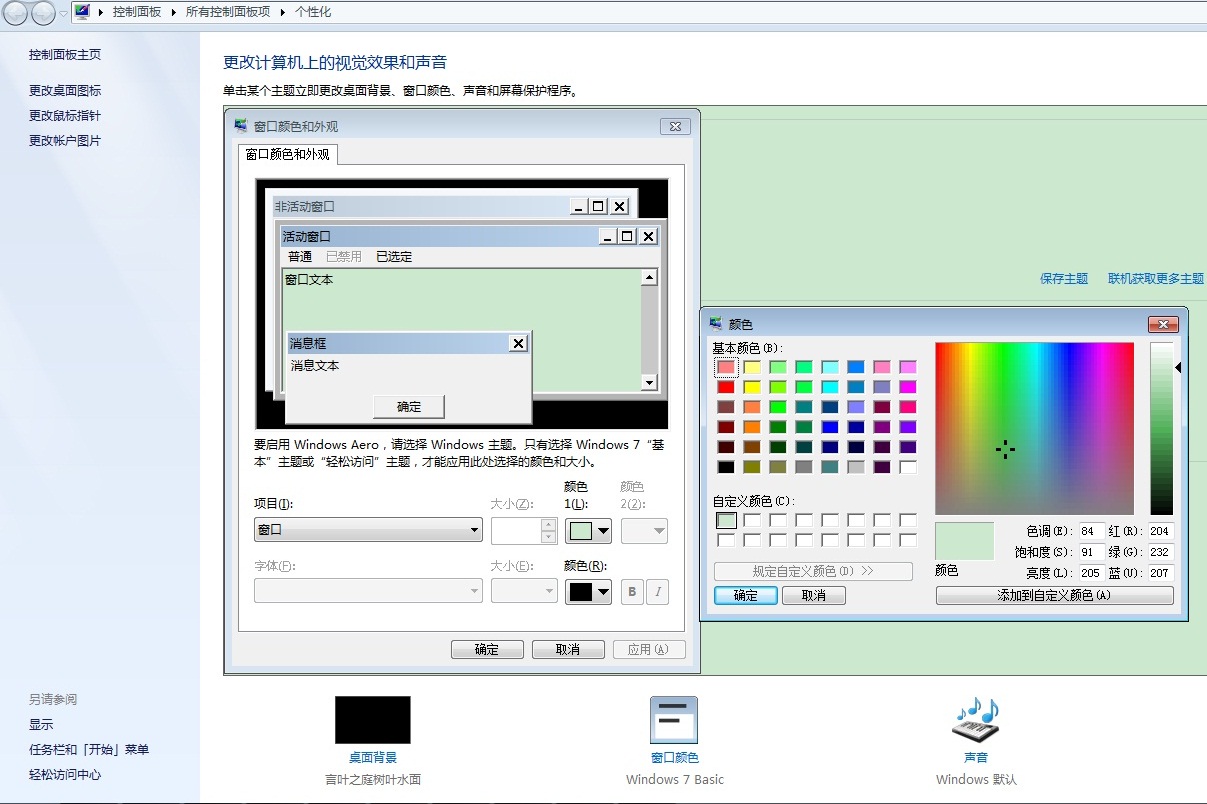 控制面板 ▸ 所有控制面板项 ▸ 个性化
控制面板主页
更改桌面图标
更改鼠标指针
更改帐户图片
更改计算机上的视觉效果和声音
单击某个主题立即更改桌面背景、窗口颜色、声音和屏幕保护程序。
窗口颜色和外观
窗口颜色和外观
非活动窗口
活动窗口
普通 已禁用 已选定
窗口文本
消息框
消息文本
确定
要启用 Windows Aero，请选择 Windows 主题。只有选择 Windows 7“基
本”主题或“轻松访问”主题，才能应用此处选择的颜色和大小。
项目(I): 大小(Z): 颜色 1(L): 颜色 2(2):
窗口
字体(F): 大小(E): 颜色(R):
B I
确定 取消 应用(A)
保存主题 联机获取更多主题
颜色
基本颜色(B):
自定义颜色(C):
规定自定义颜色(D) >>
确定 取消
颜色
色调(E): 84 红(R): 204
饱和度(S): 91 绿(G): 232
亮度(L): 205 蓝(U): 207
添加到自定义颜色(A)
另请参阅
显示
任务栏和「开始」菜单
轻松访问中心
桌面背景
言叶之庭树叶水面
窗口颜色
Windows 7 Basic
声音
Windows 默认